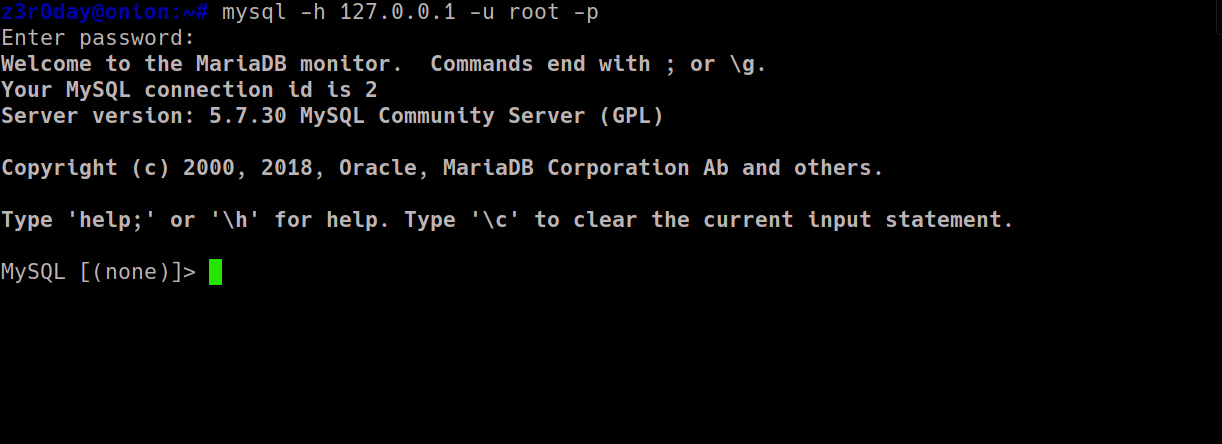 z3r0day@onion:~# mysql -h 127.0.0.1 -u root -p
Enter password:
Welcome to the MariaDB monitor.  Commands end with ; or \g.
Your MySQL connection id is 2
Server version: 5.7.30 MySQL Community Server (GPL)
Copyright (c) 2000, 2018, Oracle, MariaDB Corporation Ab and others.
Type 'help;' or '\h' for help. Type '\c' to clear the current input statement.
MySQL [(none)]>